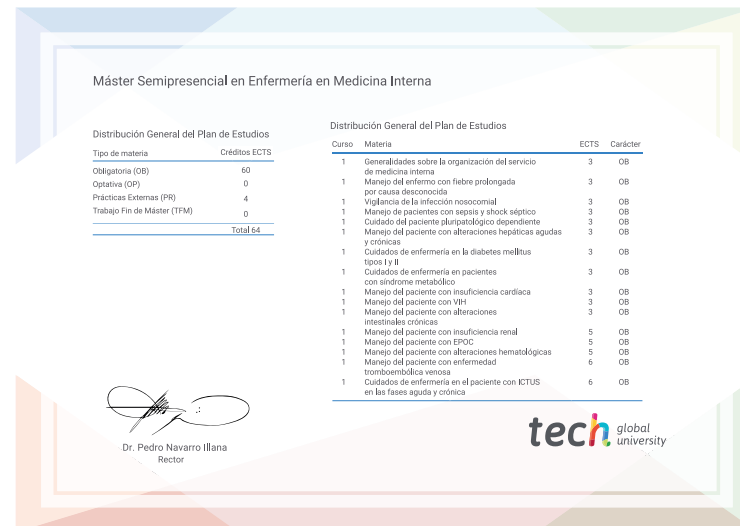 Máster Semipresencial en Enfermería en Medicina Interna
Distribución General del Plan de Estudios
Tipo de materia Créditos ECTS
Obligatoria (OB) 60
Optativa (OP) 0
Prácticas Externas (PR) 4
Trabajo Fin de Máster (TFM) 0
Total 64
Distribución General del Plan de Estudios
Curso Materia ECTS Carácter
1 Generalidades sobre la organización del servicio 3 OB
de medicina interna
1 Manejo del enfermo con fiebre prolongada 3 OB
por causa desconocida
1 Vigilancia de la infección nosocomial 3 OB
1 Manejo de pacientes con sepsis y shock séptico 3 OB
1 Cuidado del paciente pluripatológico dependiente 3 OB
1 Manejo del paciente con alteraciones hepáticas agudas 3 OB
y crónicas
1 Cuidados de enfermería en la diabetes mellitus 3 OB
tipos I y II
1 Cuidados de enfermería en pacientes 3 OB
con síndrome metabólico
1 Manejo del paciente con insuficiencia cardíaca 3 OB
1 Manejo del paciente con VIH 3 OB
1 Manejo del paciente con alteraciones 3 OB
intestinales crónicas
1 Manejo del paciente con insuficiencia renal 5 OB
1 Manejo del paciente con EPOC 5 OB
1 Manejo del paciente con alteraciones hematológicas 5 OB
1 Manejo del paciente con enfermedad 6 OB
tromboembólica venosa
1 Cuidados de enfermería en el paciente con ICTUS 6 OB
en las fases aguda y crónica
Dr. Pedro Navarro Illana
Rector
tech global
university